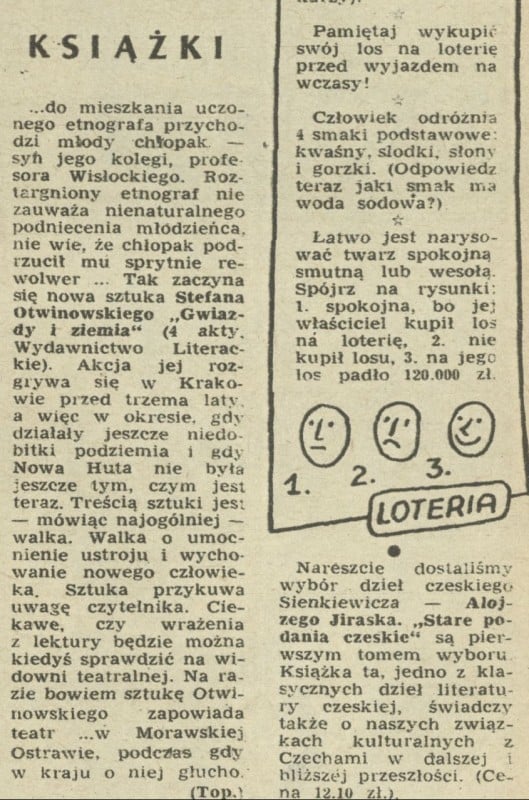 KSIĄŻKI
...do mieszkania uczo-
nego etnografa przycho-
dzi młody chłopak —
syn jego kolegi, profe-
sora Wisłockiego. Roz-
targniony etnograf nie
zauważa nienaturalnego
podniecenia młodzieńca,
nie wie, że chłopak pod-
rzucił mu sprytnie re-
wolwer ... Tak zaczyna
się nowa sztuka Stefana
Otwinowskiego „Gwiaz-
dy i ziemia“ (4 akty,
Wydawnictwo Literac-
kie). Akcja jej roz-
grywa się w Krako-
wie przed trzema laty,
a więc w okresie, gdy
działały jeszcze niedo-
bitki podziemia i gdy
Nowa Huta nie była
jeszcze tym, czym jest
teraz. Treścią sztuki jest
— mówiąc najogólniej —
walka. Walka o umoc-
nienie ustroju i wycho-
wanie nowego człowie-
ka. Sztuka przykuwa
uwagę czytelnika. Cie-
kawe, czy wrażenia
z lektury będzie można
kiedyś sprawdzić na wi-
downi teatralnej. Na ra-
zie bowiem sztukę Otwi-
nowskiego zapowiada
teatr ...w Morawskiej
Ostrawie, podczas gdy
w kraju o niej głucho.
(Top.)
Pamiętaj wykupić
swój los na loterię
przed wyjazdem na
wczasy!
Człowiek odróżnia
4 smaki podstawowe:
kwaśny, słodki, słony
i gorzki. (Odpowiedz
teraz jaki smak ma
woda sodowa?)
Łatwo jest naryso-
wać twarz spokojną
smutną lub wesołą.
Spójrz na rysunki:
1. spokojna, bo jej
właściciel kupił los
na loterię, 2. nie
kupił losu, 3. na jego
los padło 120.000 zł.
1. 2. 3.
LOTERIA
Nareszcie dostaliśmy
wybór dzieł czeskiego
Sienkiewicza — Aloj-
zego Jiraska. „Stare po-
dania czeskie“ są pier-
wszym tomem wyboru
Książka ta, jedno z kla-
sycznych dzieł literatu-
ry czeskiej, świadczy
także o naszych związ-
kach kulturalnych z
Czechami w dalszej i
bliższej przeszłości. (Ce-
na 12.10 zł.)